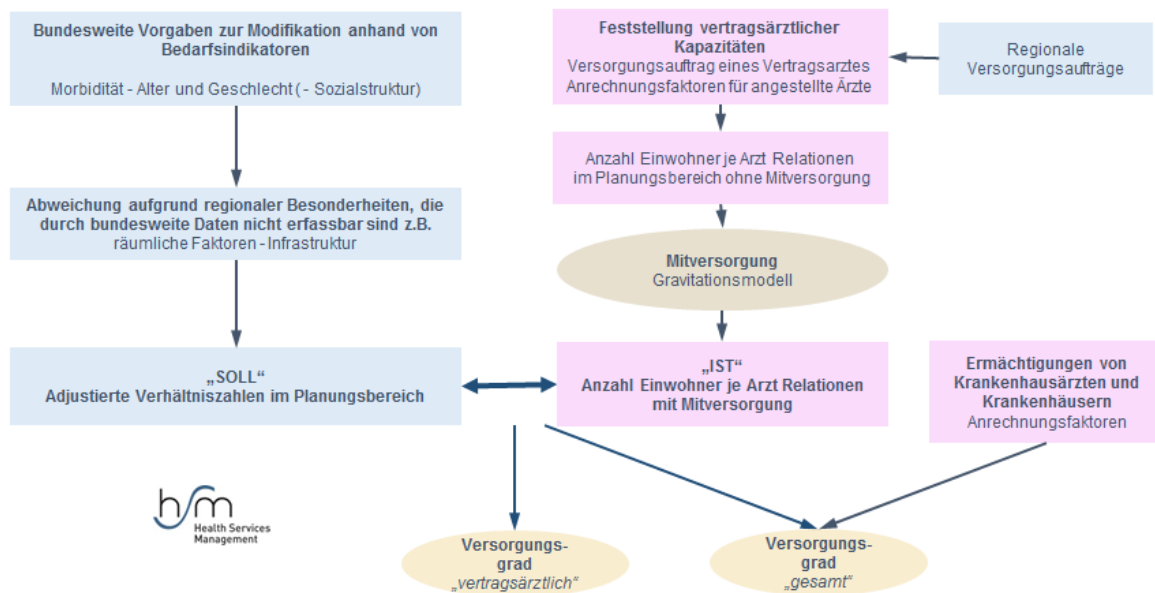 Bundesweite Vorgaben zur Modifikation anhand von
Bedarfsindikatoren
Morbidität - Alter und Geschlecht ( - Sozialstruktur)
Feststellung vertragsärztlicher
Kapazitäten
Versorgungsauftrag eines Vertragsarztes
Anrechnungsfaktoren für angestellte Ärzte
Regionale
Versorgungsaufträge
Anzahl Einwohner je Arzt Relationen
im Planungsbereich ohne Mitversorgung
Abweichung aufgrund regionaler Besonderheiten, die
durch bundesweite Daten nicht erfassbar sind z.B.
räumliche Faktoren - Infrastruktur
Mitversorgung
Gravitationsmodell
„SOLL“
Adjustierte Verhältniszahlen im Planungsbereich
„IST“
Anzahl Einwohner je Arzt Relationen
mit Mitversorgung
Ermächtigungen von
Krankenhausärzten und
Krankenhäusern
Anrechnungsfaktoren
hsm
Health Services
Management
Versorgungs-
grad
„vertragsärztlich“
Versorgungs-
grad
„gesamt“